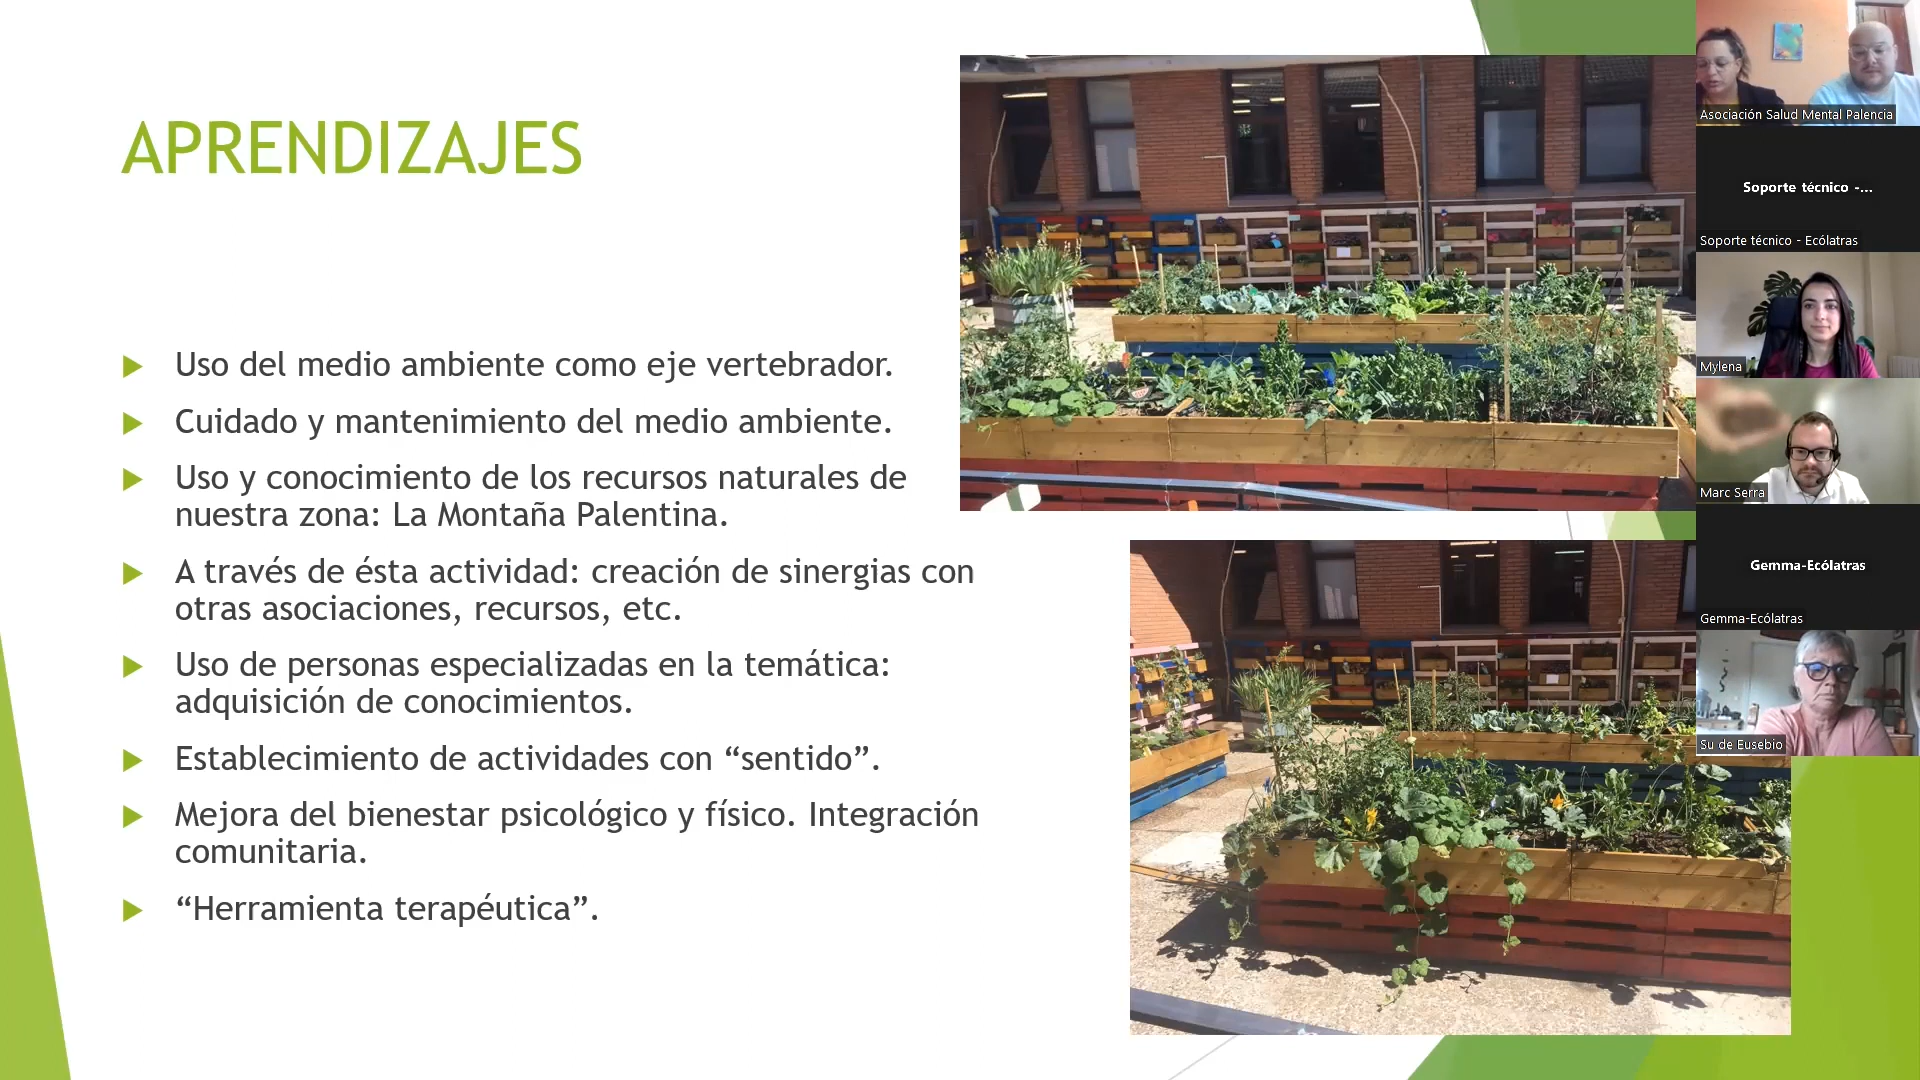 APRENDIZAJES
Uso del medio ambiente como eje vertebrador.
Cuidado y mantenimiento del medio ambiente.
Uso y conocimiento de los recursos naturales de
nuestra zona: La Montaña Palentina.
A través de ésta actividad: creación de sinergias con
otras asociaciones, recursos, etc.
Uso de personas especializadas en la temática:
adquisición de conocimientos.
Establecimiento de actividades con “sentido”.
Mejora del bienestar psicológico y físico. Integración
comunitaria.
“Herramienta terapéutica”.
Asociación Salud Mental Palencia
Soporte técnico -...
Soporte técnico - Ecólatras
Mylena
Marc Serra
Gemma-Ecólatras
Gemma-Ecólatras
Su de Eusebio